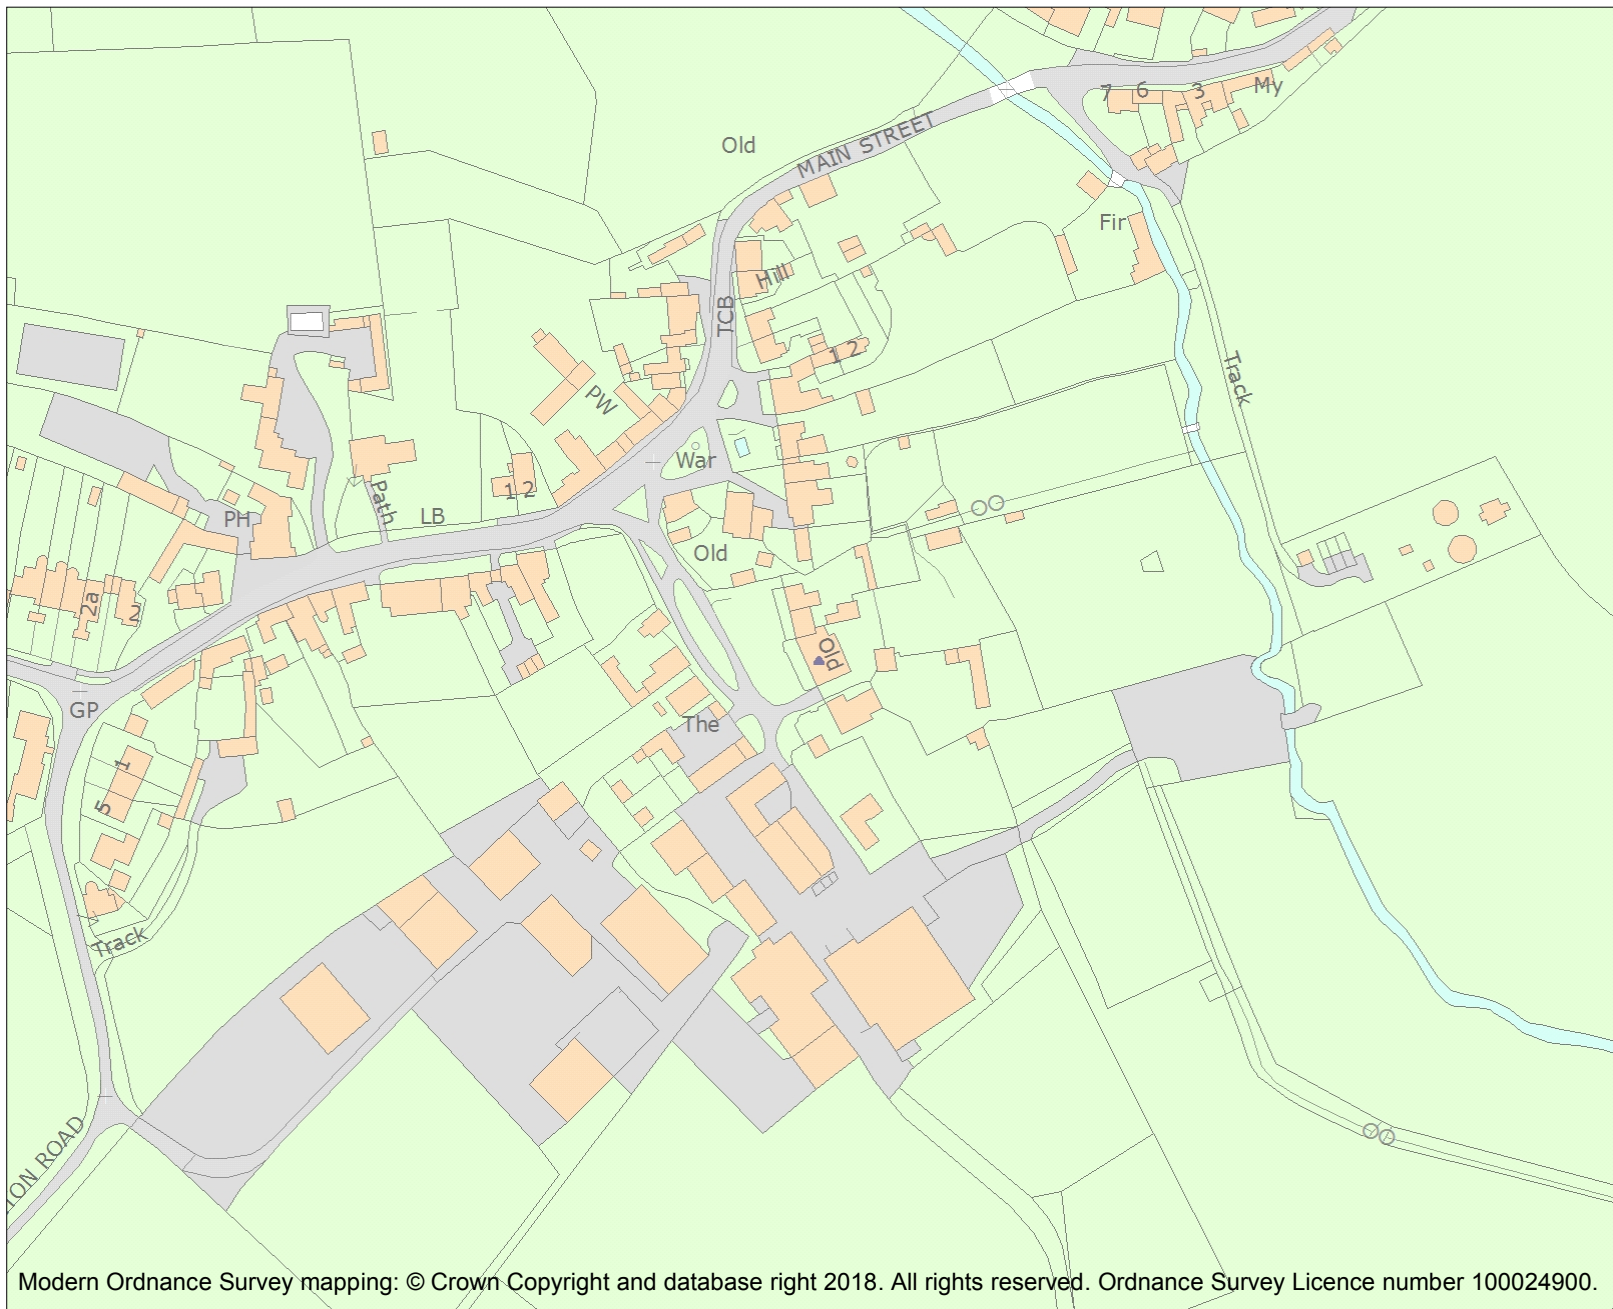 My
7 6 3
MAIN STREET
Old
Fir
Hill
TCB
1 2
Track
PW
War
1 2
Path
LB
PH
Old
2a
2
Old
The
GP
1
5
Track
TON ROAD
Modern Ordnance Survey mapping: © Crown Copyright and database right 2018. All rights reserved. Ordnance Survey Licence number 100024900.